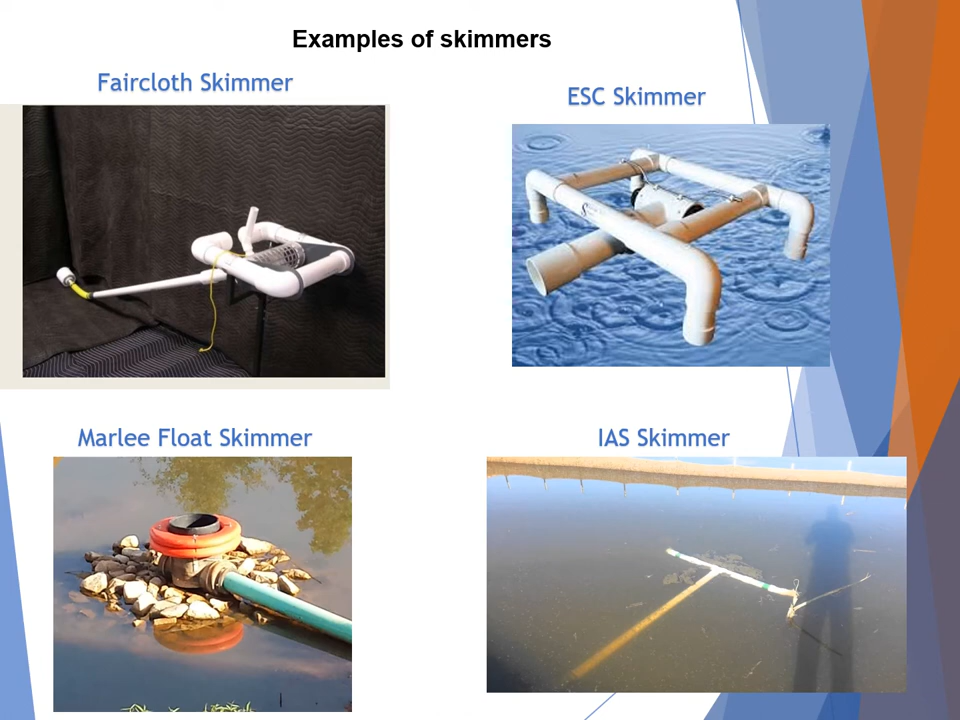 Examples of skimmers
Faircloth Skimmer
ESC Skimmer
Marlee Float Skimmer
IAS Skimmer